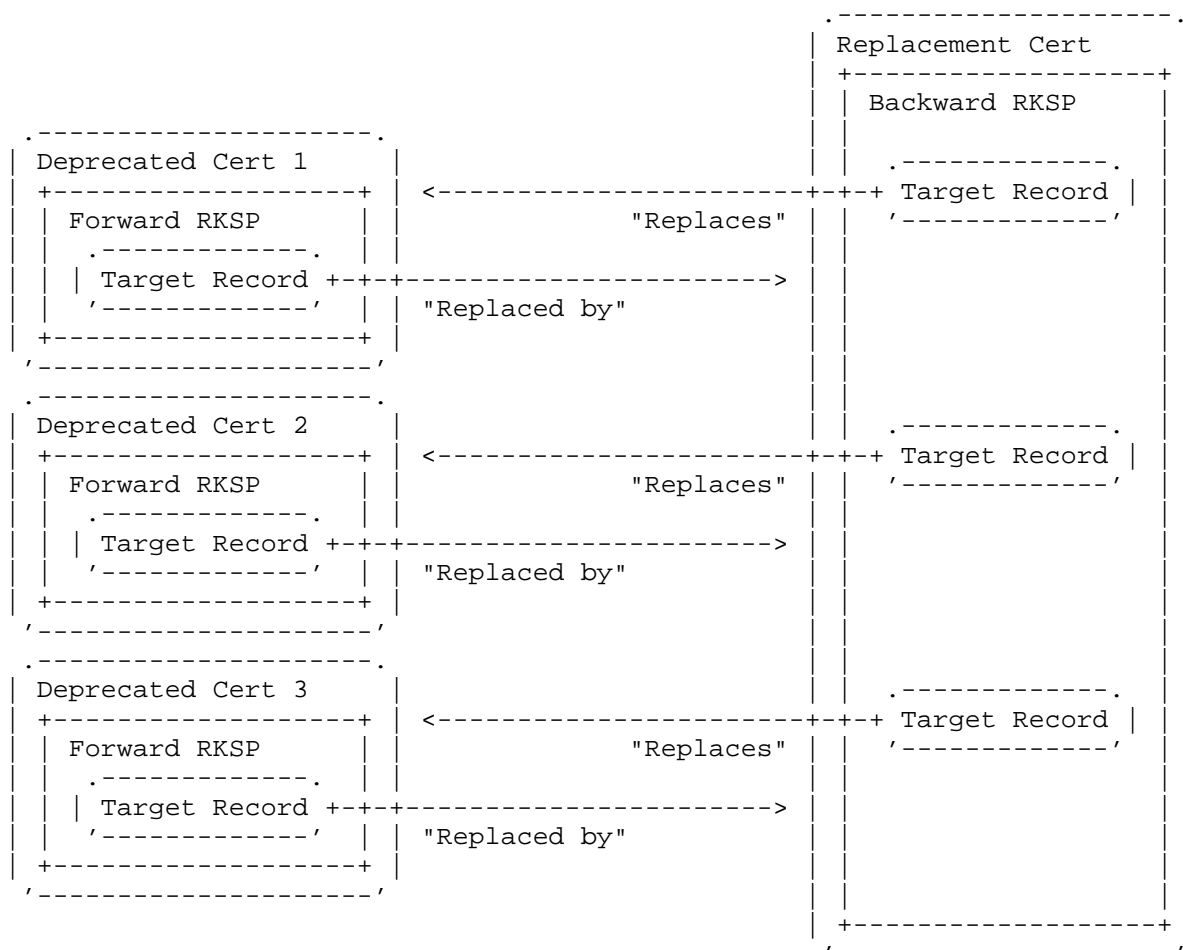 Replacement Cert
Backward RKSP
Deprecated Cert 1
Target Record
Forward RKSP
"Replaces"
Target Record
"Replaced by"
Deprecated Cert 2
Target Record
Forward RKSP
"Replaces"
Target Record
"Replaced by"
Deprecated Cert 3
Target Record
Forward RKSP
"Replaces"
Target Record
"Replaced by"